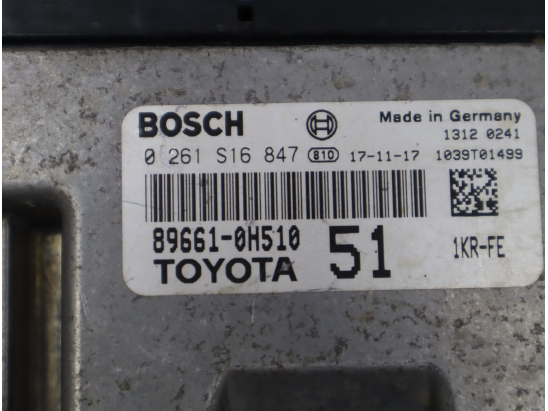 BOSCH
Made in Germany
1312 0241
0 261 S16 847 810 17-11-17 1039T01499
89661-0H510
TOYOTA
51
1KR-FE